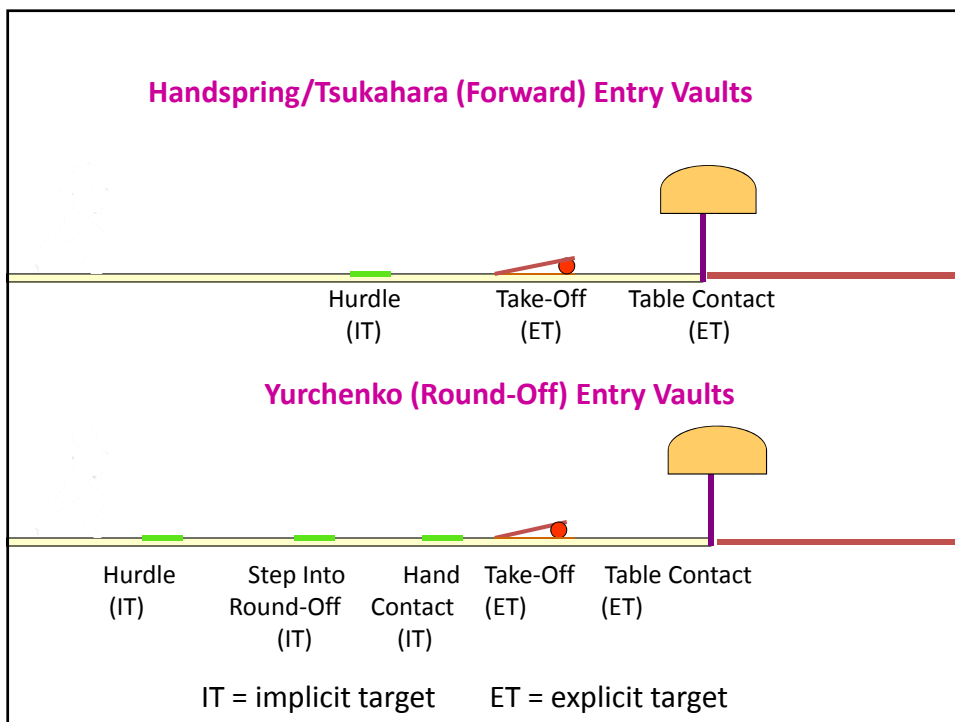 Handspring/Tsukahara (Forward) Entry Vaults
Hurdle Take-Off Table Contact
(IT) (ET) (ET)
Yurchenko (Round-Off) Entry Vaults
Hurdle Step Into Hand Take-Off Table Contact
(IT) Round-Off Contact (ET) (ET)
(IT) (IT)
IT = implicit target ET = explicit target